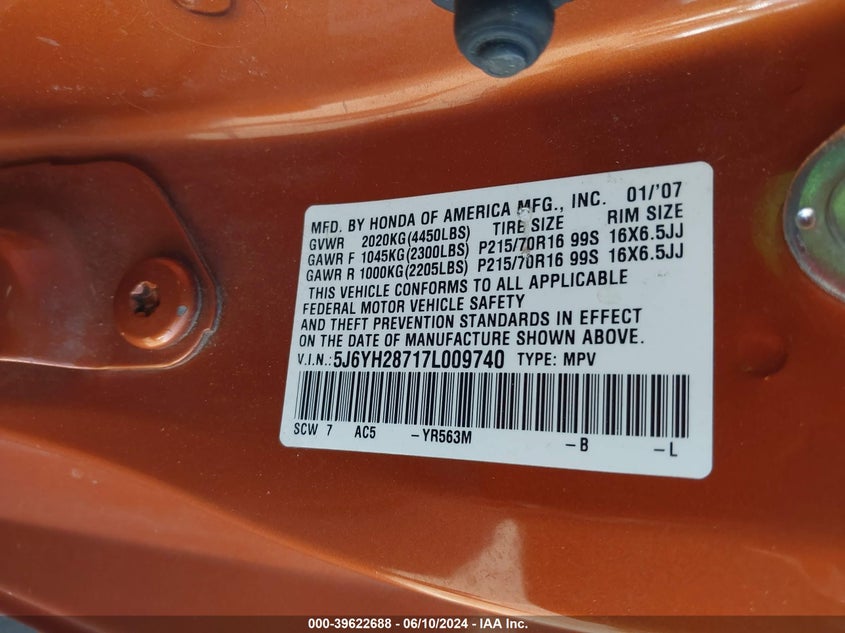 MFD. BY HONDA OF AMERICA MFG., INC. 01/'07
GVWR 2020KG(4450LBS) TIRE SIZE RIM SIZE
GAWR F 1045KG(2300LBS) P215/70R16 99S 16X6.5JJ
GAWR R 1000KG(2205LBS) P215/70R16 99S 16X6.5JJ
THIS VEHICLE CONFORMS TO ALL APPLICABLE
FEDERAL MOTOR VEHICLE SAFETY
AND THEFT PREVENTION STANDARDS IN EFFECT
ON THE DATE OF MANUFACTURE SHOWN ABOVE.
V.I.N.: 5J6YH28717L009740 TYPE: MPV
SCW 7 AC5 -YR563M -B -L
000-39622688 - 06/10/2024 - IAA Inc.